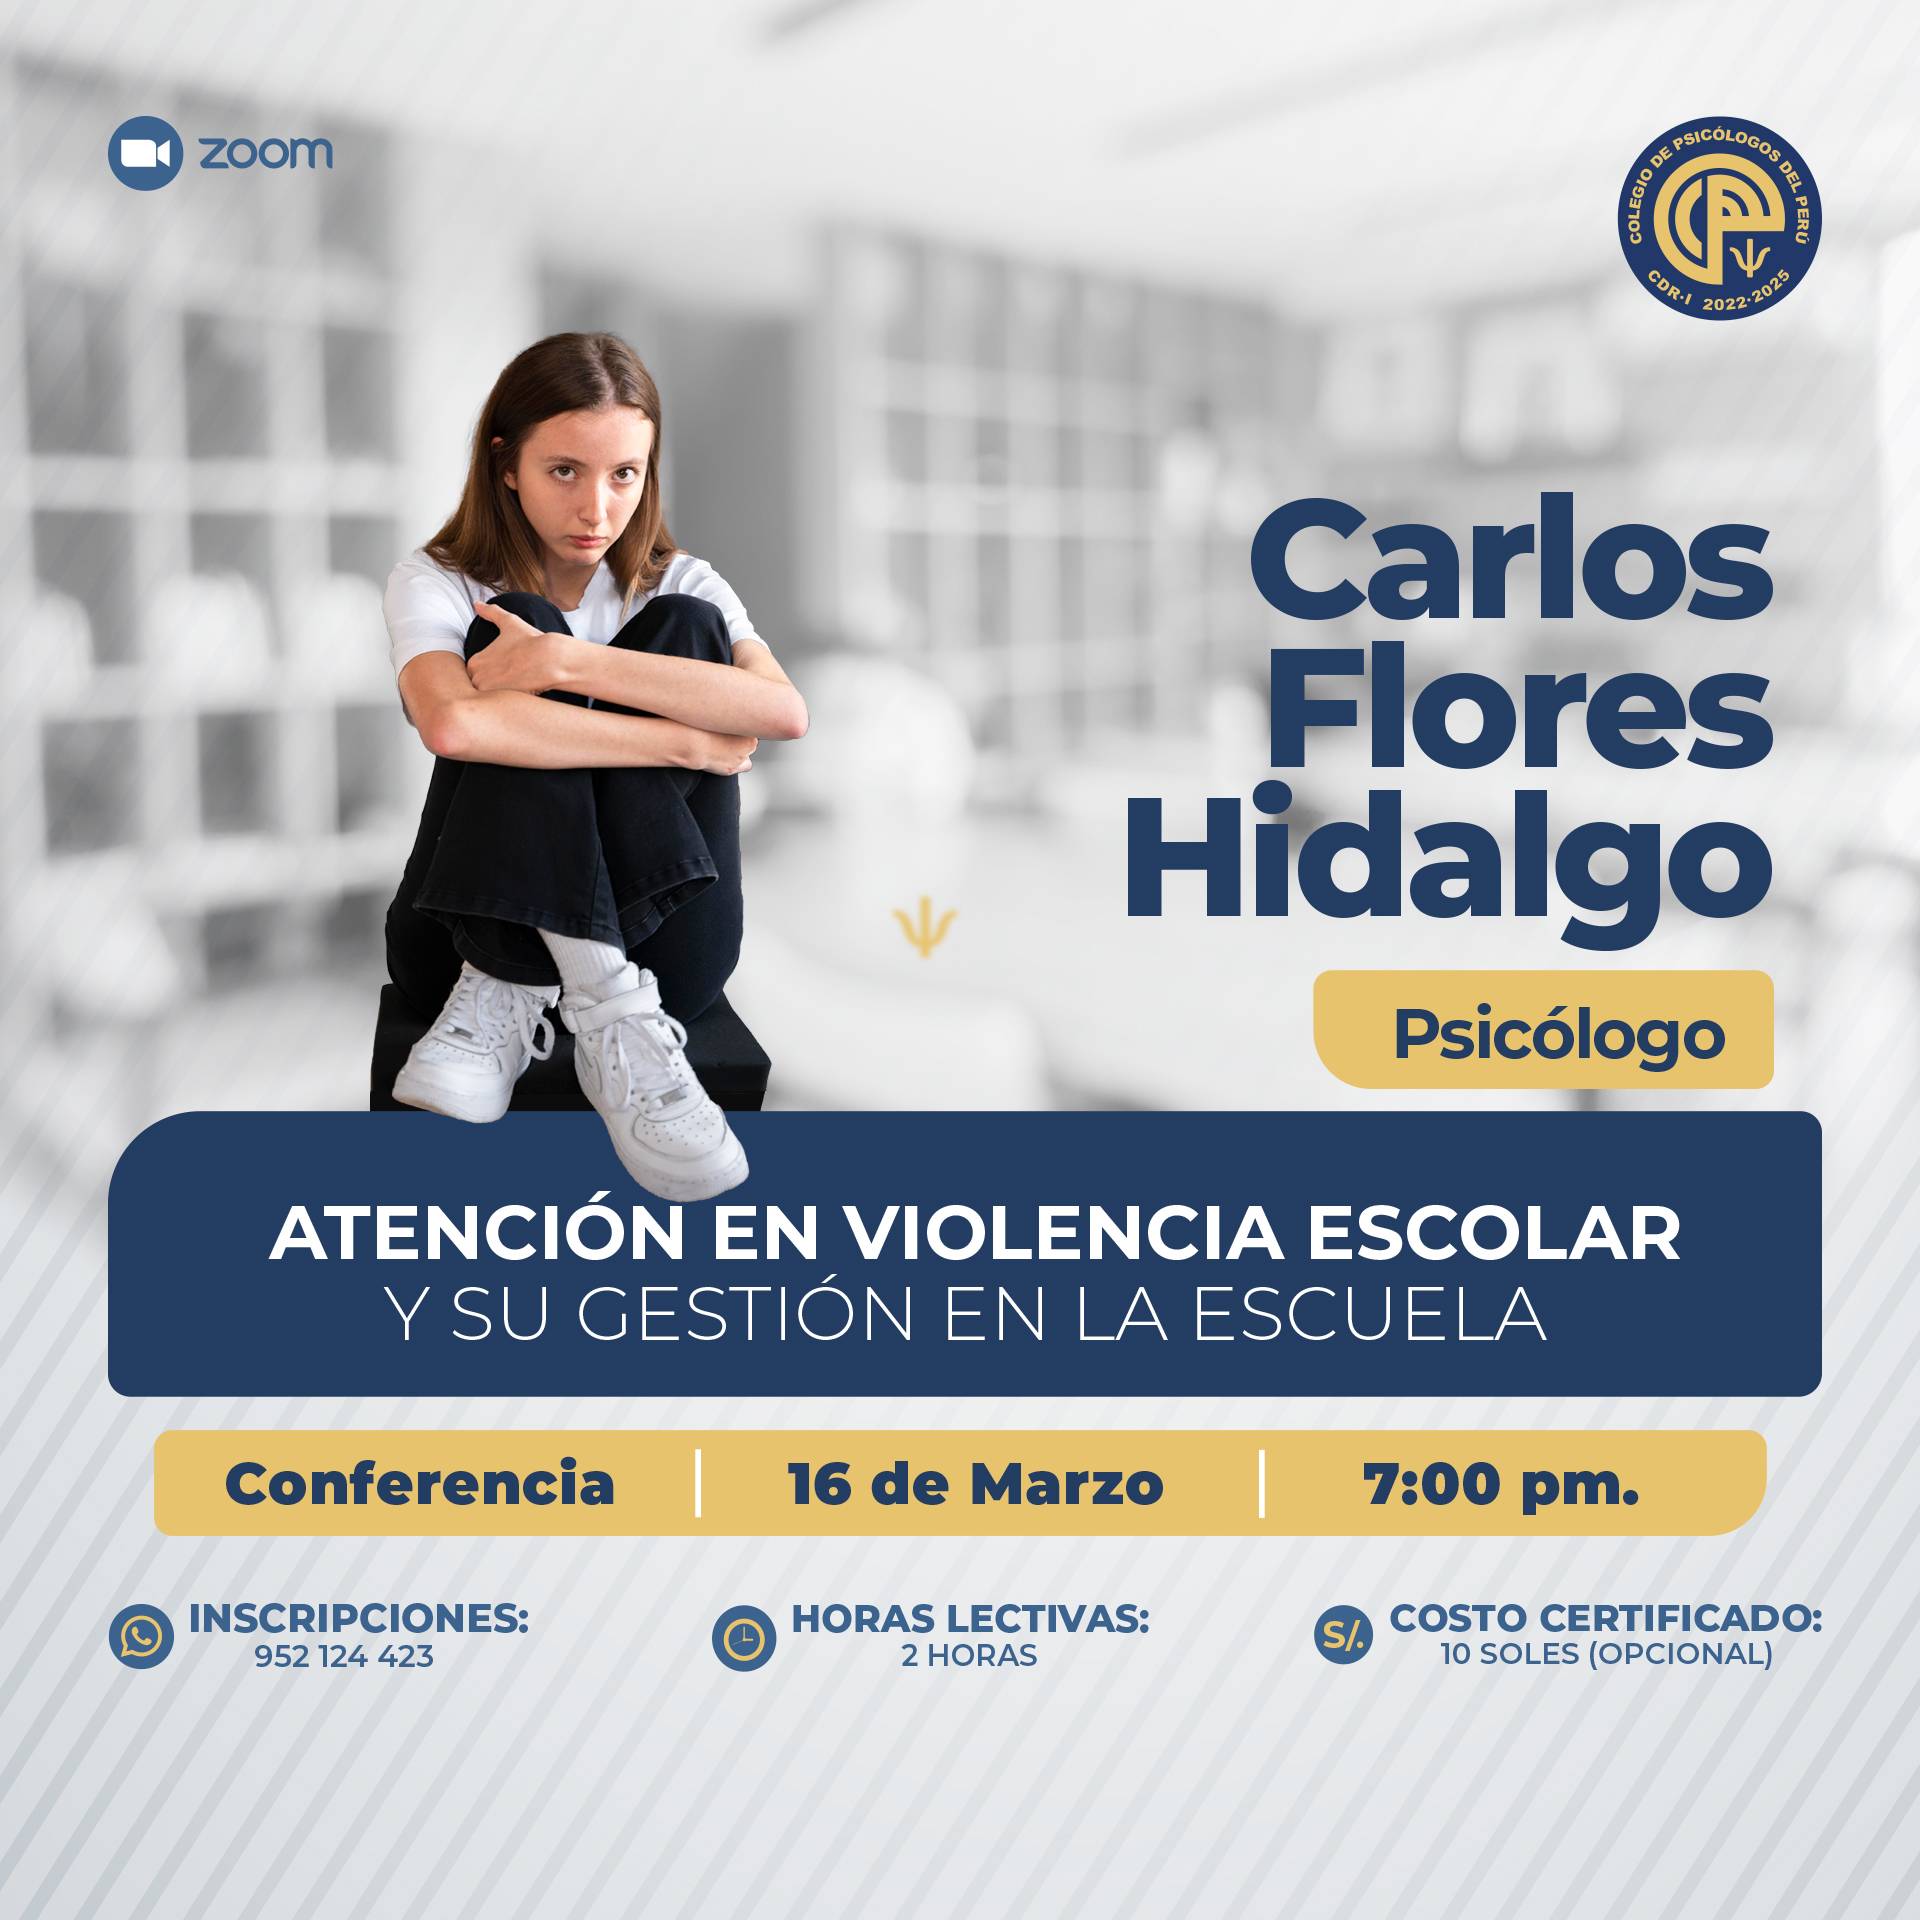 zoom
COLEGIO DE PSICÓLOGOS DEL PERÚ
CDR·I 2022·2025
Carlos
Flores
Hidalgo
Psicólogo
ATENCIÓN EN VIOLENCIA ESCOLAR
Y SU GESTIÓN EN LA ESCUELA
Conferencia | 16 de Marzo | 7:00 pm.
INSCRIPCIONES:
952 124 423
HORAS LECTIVAS:
2 HORAS
S/.
COSTO CERTIFICADO:
10 SOLES (OPCIONAL)